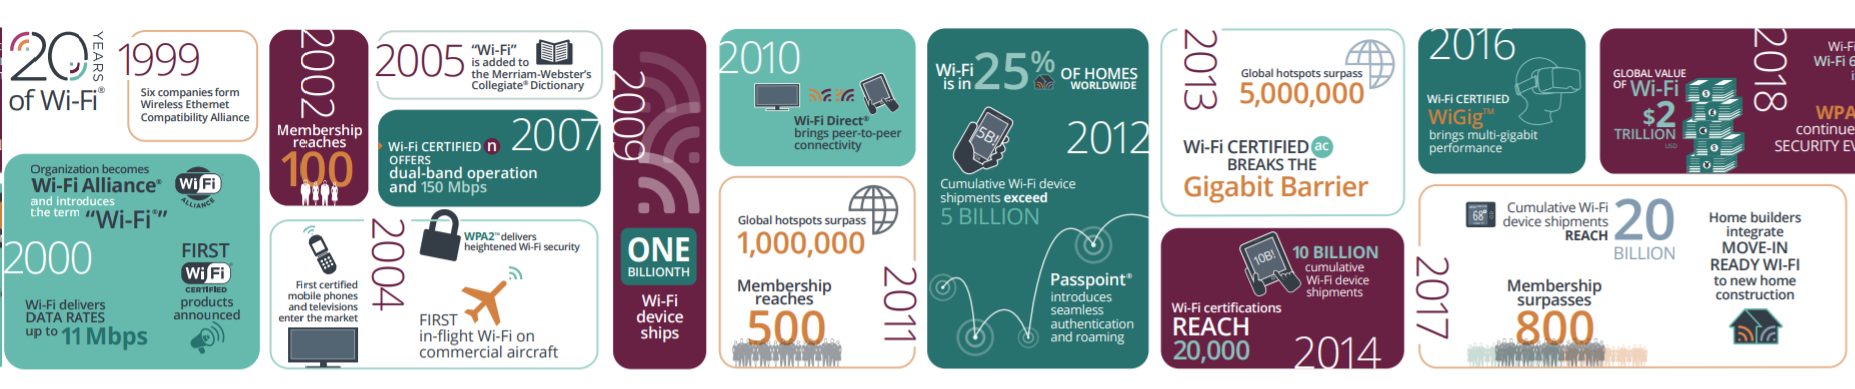 20 YEARS
of Wi-Fi®
1999
Six companies form
Wireless Ethernet
Compatibility Alliance
Organization becomes
Wi-Fi Alliance®
and introduces
the term “Wi-Fi®”
Wi Fi
ALLIANCE
2000
Wi-Fi delivers
DATA RATES
up to 11 Mbps
FIRST
Wi Fi
CERTIFIED
products
announced
2002
Membership
reaches
100
2004
First certified
mobile phones
and televisions
enter the market
WPA2™ delivers
heightened Wi-Fi security
FIRST
in-flight Wi-Fi on
commercial aircraft
2005
“Wi-Fi”
is added to
the Merriam-Webster’s
Collegiate® Dictionary
2007
Wi-Fi CERTIFIED n
OFFERS
dual-band operation
and 150 Mbps
2009
ONE
BILLIONTH
Wi-Fi
device
ships
2010
Wi-Fi Direct®
brings peer-to-peer
connectivity
Global hotspots surpass
1,000,000
Membership
reaches
500
2011
Wi-Fi
is in 25% OF HOMES
WORLDWIDE
5B!
2012
Cumulative Wi-Fi device
shipments exceed
5 BILLION
Passpoint®
introduces
seamless
authentication
and roaming
2013
Global hotspots surpass
5,000,000
Wi-Fi CERTIFIED ac
BREAKS THE
Gigabit Barrier
10B!
10 BILLION
cumulative
Wi-Fi device
shipments
Wi-Fi certifications
REACH
20,000
2014
2016
Wi-Fi CERTIFIED
WiGig™
brings multi-gigabit
performance
2017
68°
Cumulative Wi-Fi
device shipments
REACH
20
BILLION
Membership
surpasses
800
Home builders
integrate
MOVE-IN
READY WI-FI
to new home
construction
GLOBAL VALUE
OF Wi-Fi
$2
TRILLION
USD
2018
Wi-Fi
Wi-Fi 6
WPA
continue
SECURITY EV